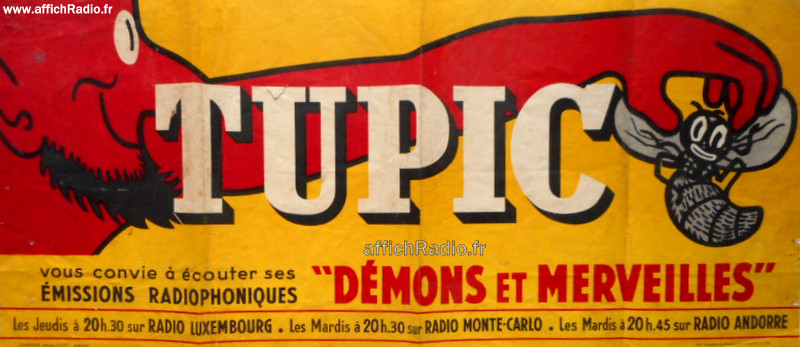 www.affichRadio.fr
TUPIC
affichRadio.fr
vous convie à écouter ses
ÉMISSIONS RADIOPHONIQUES
"DÉMONS ET MERVEILLES"
Les Jeudis à 20h.30 sur RADIO LUXEMBOURG . Les Mardis à 20h.30 sur RADIO MONTE-CARLO . Les Mardis à 20h.45 sur RADIO ANDORRE